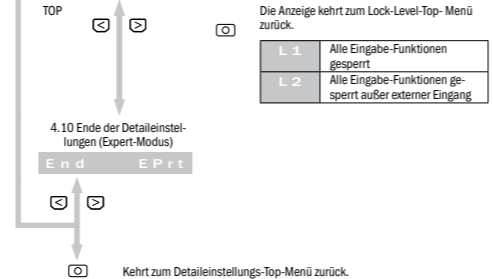 TOP
Die Anzeige kehrt zum Lock-Level-Top- Menü
zurück.
L 1
Alle Eingabe-Funktionen
gesperrt
L 2
Alle Eingabe-Funktionen ge-
sperrt außer externer Eingang
4.10 Ende der Detaileinstel-
lungen (Expert-Modus)
End EPrt
Kehrt zum Detaileinstellungs-Top-Menü zurück.